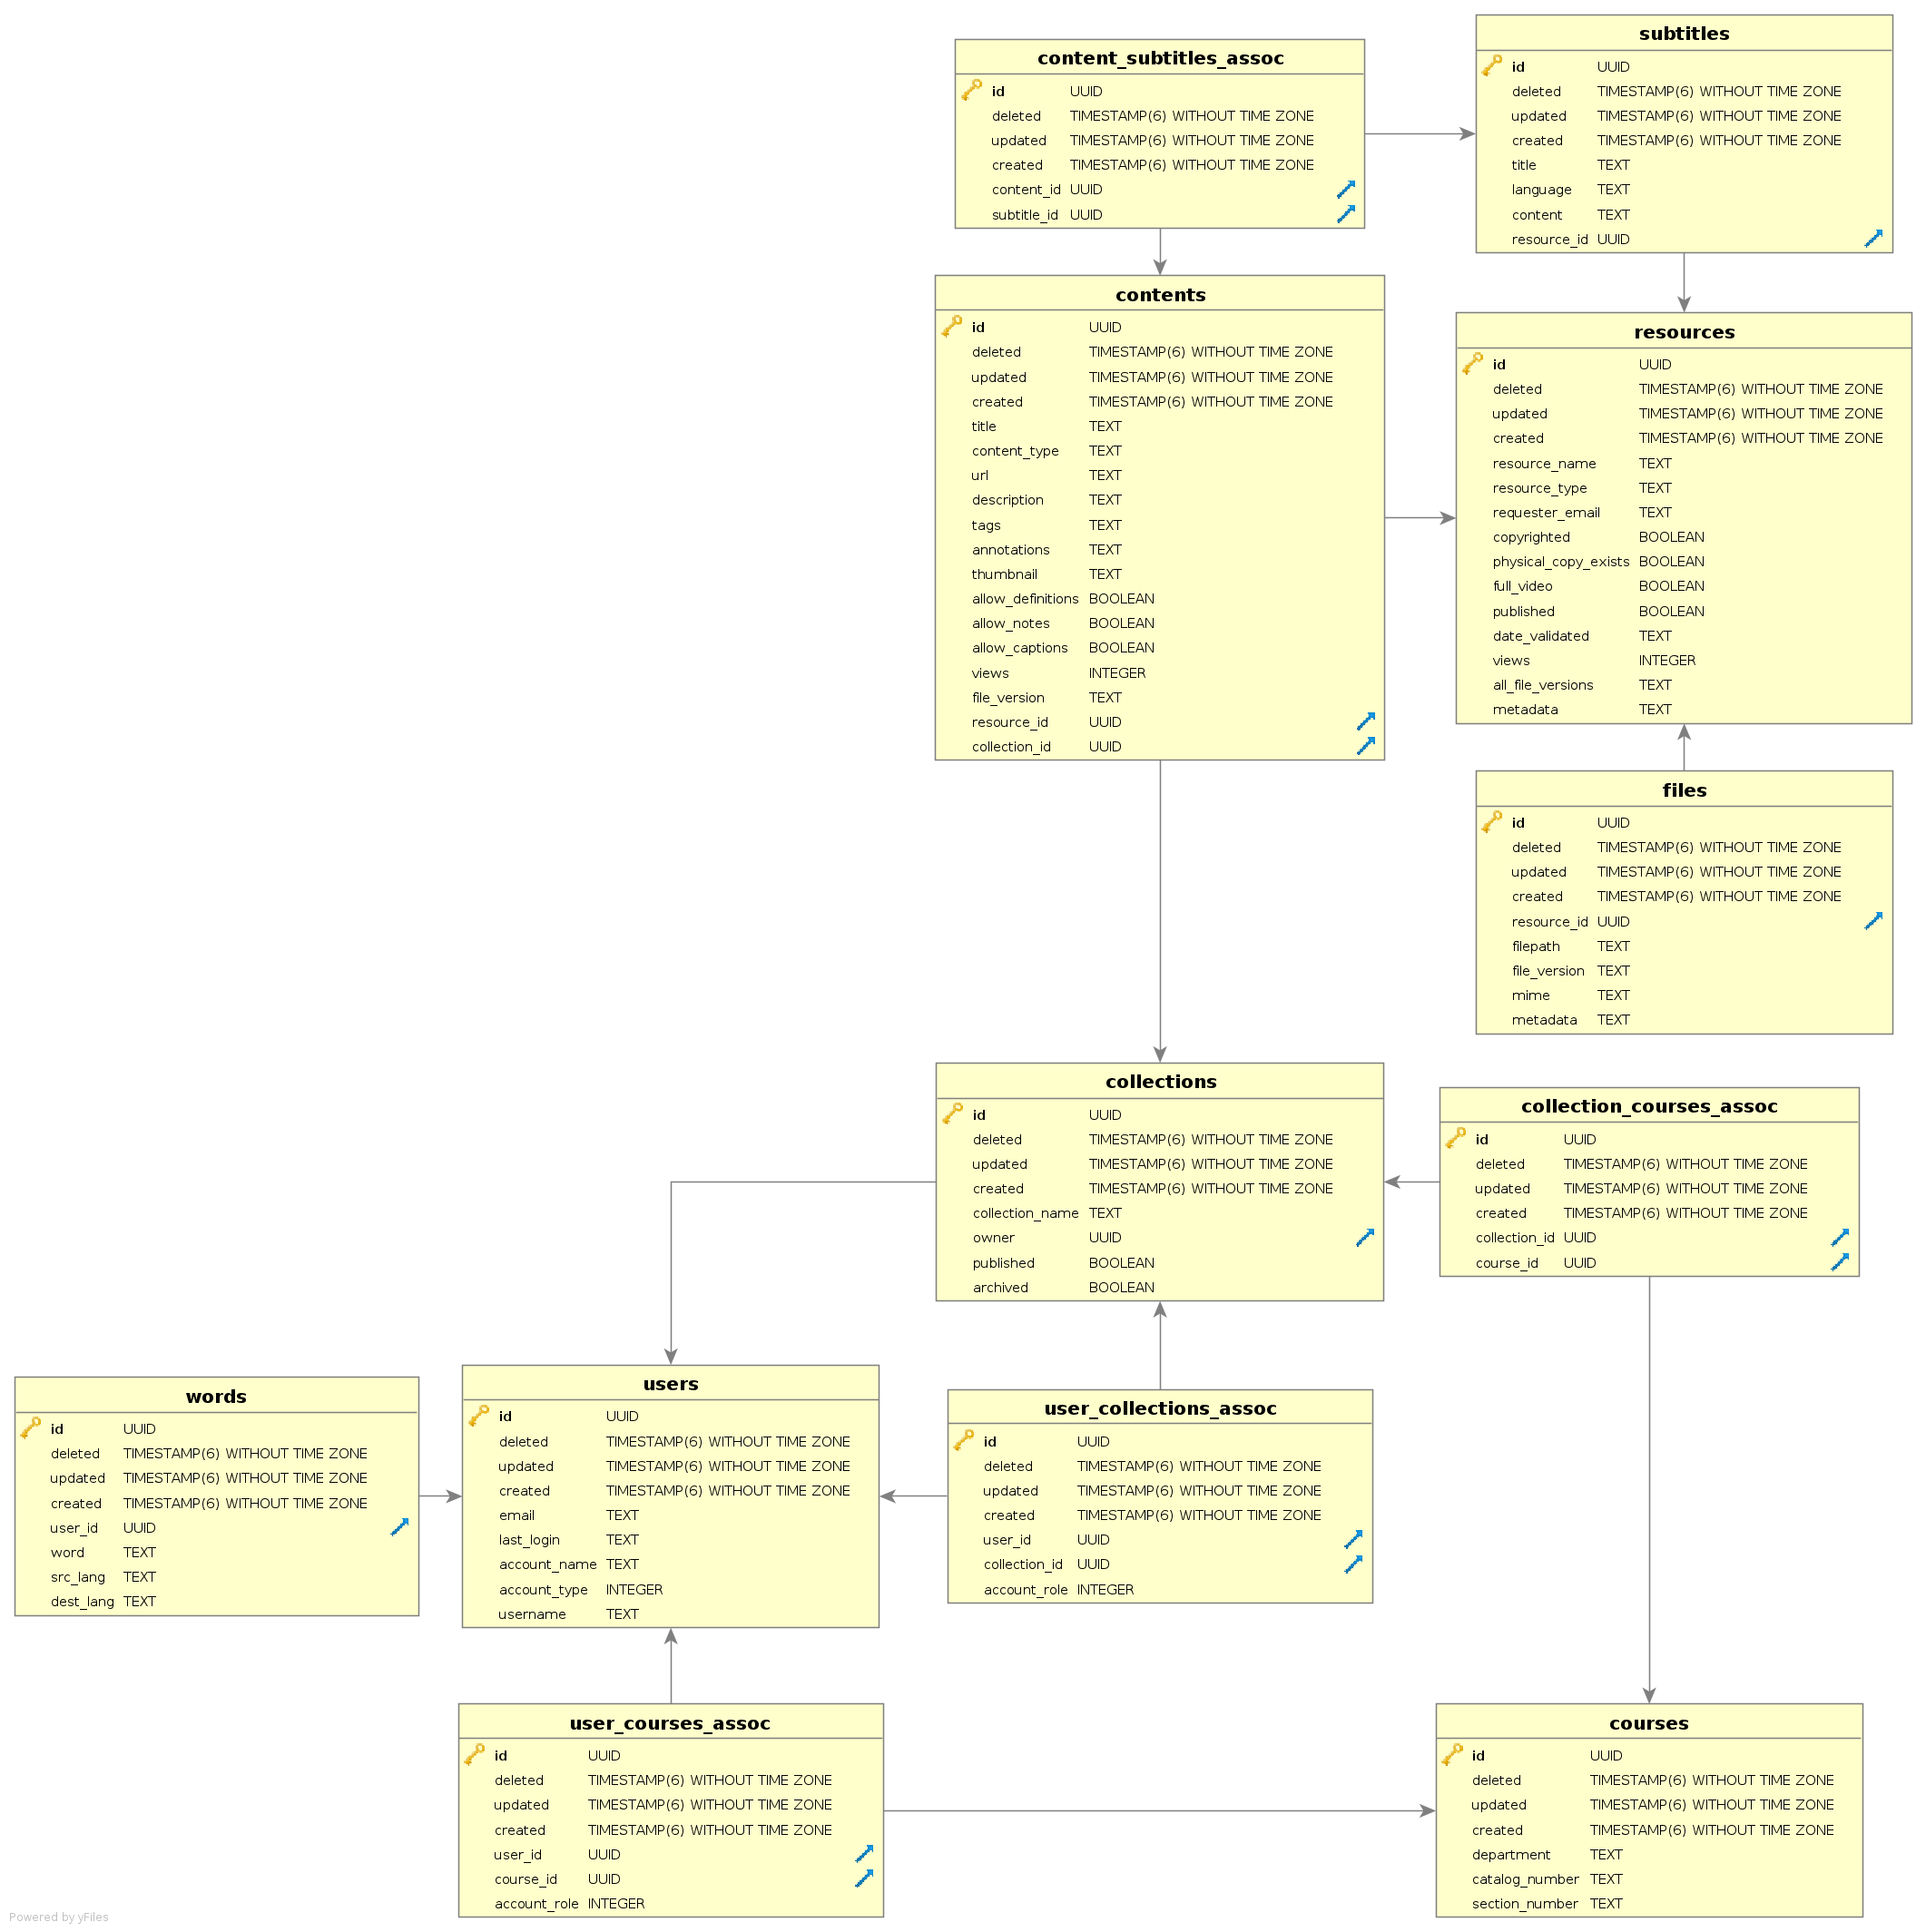 content_subtitles_assoc
id UUID
deleted TIMESTAMP(6) WITHOUT TIME ZONE
updated TIMESTAMP(6) WITHOUT TIME ZONE
created TIMESTAMP(6) WITHOUT TIME ZONE
content_id UUID
subtitle_id UUID
subtitles
id UUID
deleted TIMESTAMP(6) WITHOUT TIME ZONE
updated TIMESTAMP(6) WITHOUT TIME ZONE
created TIMESTAMP(6) WITHOUT TIME ZONE
title TEXT
language TEXT
content TEXT
resource_id UUID
contents
id UUID
deleted TIMESTAMP(6) WITHOUT TIME ZONE
updated TIMESTAMP(6) WITHOUT TIME ZONE
created TIMESTAMP(6) WITHOUT TIME ZONE
title TEXT
content_type TEXT
url TEXT
description TEXT
tags TEXT
annotations TEXT
thumbnail TEXT
allow_definitions BOOLEAN
allow_notes BOOLEAN
allow_captions BOOLEAN
views INTEGER
file_version TEXT
resource_id UUID
collection_id UUID
resources
id UUID
deleted TIMESTAMP(6) WITHOUT TIME ZONE
updated TIMESTAMP(6) WITHOUT TIME ZONE
created TIMESTAMP(6) WITHOUT TIME ZONE
resource_name TEXT
resource_type TEXT
requester_email TEXT
copyrighted BOOLEAN
physical_copy_exists BOOLEAN
full_video BOOLEAN
published BOOLEAN
date_validated TEXT
views INTEGER
all_file_versions TEXT
metadata TEXT
files
id UUID
deleted TIMESTAMP(6) WITHOUT TIME ZONE
updated TIMESTAMP(6) WITHOUT TIME ZONE
created TIMESTAMP(6) WITHOUT TIME ZONE
resource_id UUID
filepath TEXT
file_version TEXT
mime TEXT
metadata TEXT
collections
id UUID
deleted TIMESTAMP(6) WITHOUT TIME ZONE
updated TIMESTAMP(6) WITHOUT TIME ZONE
created TIMESTAMP(6) WITHOUT TIME ZONE
collection_name TEXT
owner UUID
published BOOLEAN
archived BOOLEAN
collection_courses_assoc
id UUID
deleted TIMESTAMP(6) WITHOUT TIME ZONE
updated TIMESTAMP(6) WITHOUT TIME ZONE
created TIMESTAMP(6) WITHOUT TIME ZONE
collection_id UUID
course_id UUID
words
id UUID
deleted TIMESTAMP(6) WITHOUT TIME ZONE
updated TIMESTAMP(6) WITHOUT TIME ZONE
created TIMESTAMP(6) WITHOUT TIME ZONE
user_id UUID
word TEXT
src_lang TEXT
dest_lang TEXT
users
id UUID
deleted TIMESTAMP(6) WITHOUT TIME ZONE
updated TIMESTAMP(6) WITHOUT TIME ZONE
created TIMESTAMP(6) WITHOUT TIME ZONE
email TEXT
last_login TEXT
account_name TEXT
account_type INTEGER
username TEXT
user_collections_assoc
id UUID
deleted TIMESTAMP(6) WITHOUT TIME ZONE
updated TIMESTAMP(6) WITHOUT TIME ZONE
created TIMESTAMP(6) WITHOUT TIME ZONE
user_id UUID
collection_id UUID
account_role INTEGER
user_courses_assoc
id UUID
deleted TIMESTAMP(6) WITHOUT TIME ZONE
updated TIMESTAMP(6) WITHOUT TIME ZONE
created TIMESTAMP(6) WITHOUT TIME ZONE
user_id UUID
course_id UUID
account_role INTEGER
courses
id UUID
deleted TIMESTAMP(6) WITHOUT TIME ZONE
updated TIMESTAMP(6) WITHOUT TIME ZONE
created TIMESTAMP(6) WITHOUT TIME ZONE
department TEXT
catalog_number TEXT
section_number TEXT
Powered by yFiles